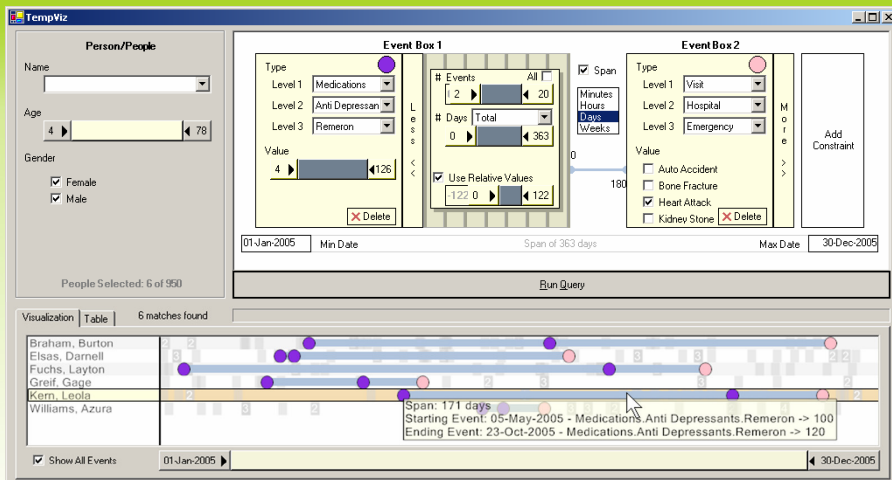 TempViz
Person/People
Name
Age
4 78
Gender
Female
Male
People Selected: 6 of 950
Event Box 1
Type
Level 1 Medications
Level 2 Anti Depressan
Level 3 Remeron
Value
4 126
Delete
Less <<
# Events All
2 20
# Days Total
0 363
Use Relative Values
-122 0 122
Span
Minutes
Hours
Days
Weeks
0
180
Event Box 2
Type
Level 1 Visit
Level 2 Hospital
Level 3 Emergency
Value
Auto Accident
Bone Fracture
Heart Attack
Kidney Stone Delete
More >>
Add
Constraint
01-Jan-2005 Min Date Span of 363 days Max Date 30-Dec-2005
Run Query
Visualization Table 6 matches found
Braham, Burton
Elsas, Darnell
Fuchs, Layton
Greif, Gage
Kern, Leola
Williams, Azura
Span: 171 days
Starting Event: 05-May-2005 - Medications.Anti Depressants.Remeron -> 100
Ending Event: 23-Oct-2005 - Medications.Anti Depressants.Remeron -> 120
Show All Events 01-Jan-2005 30-Dec-2005